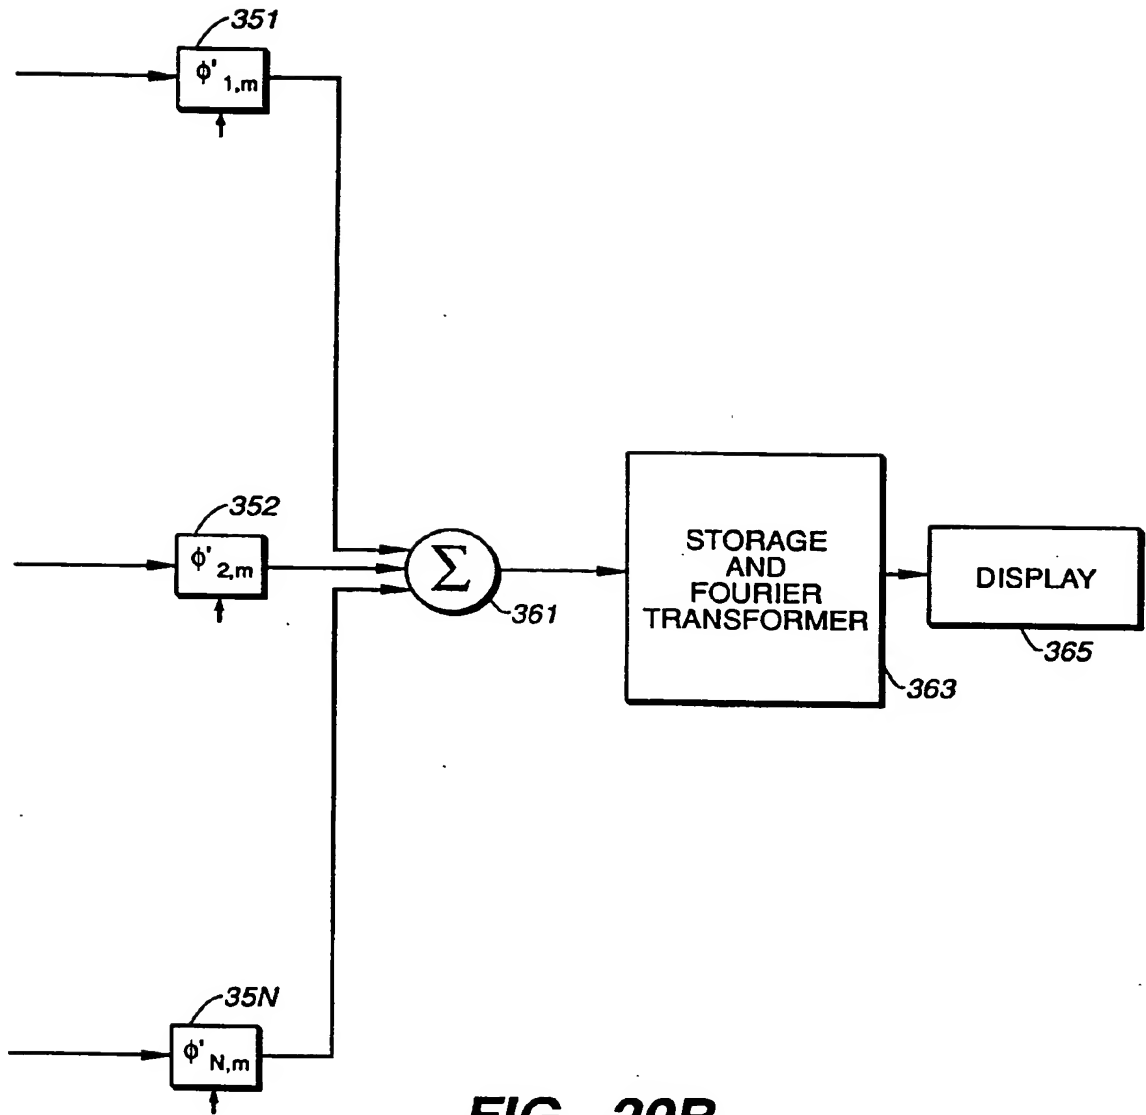 351
ϕ' 1,m
352
ϕ' 2,m
Σ
361
STORAGE
AND
FOURIER
TRANSFORMER
363
DISPLAY
365
35N
ϕ' N,m